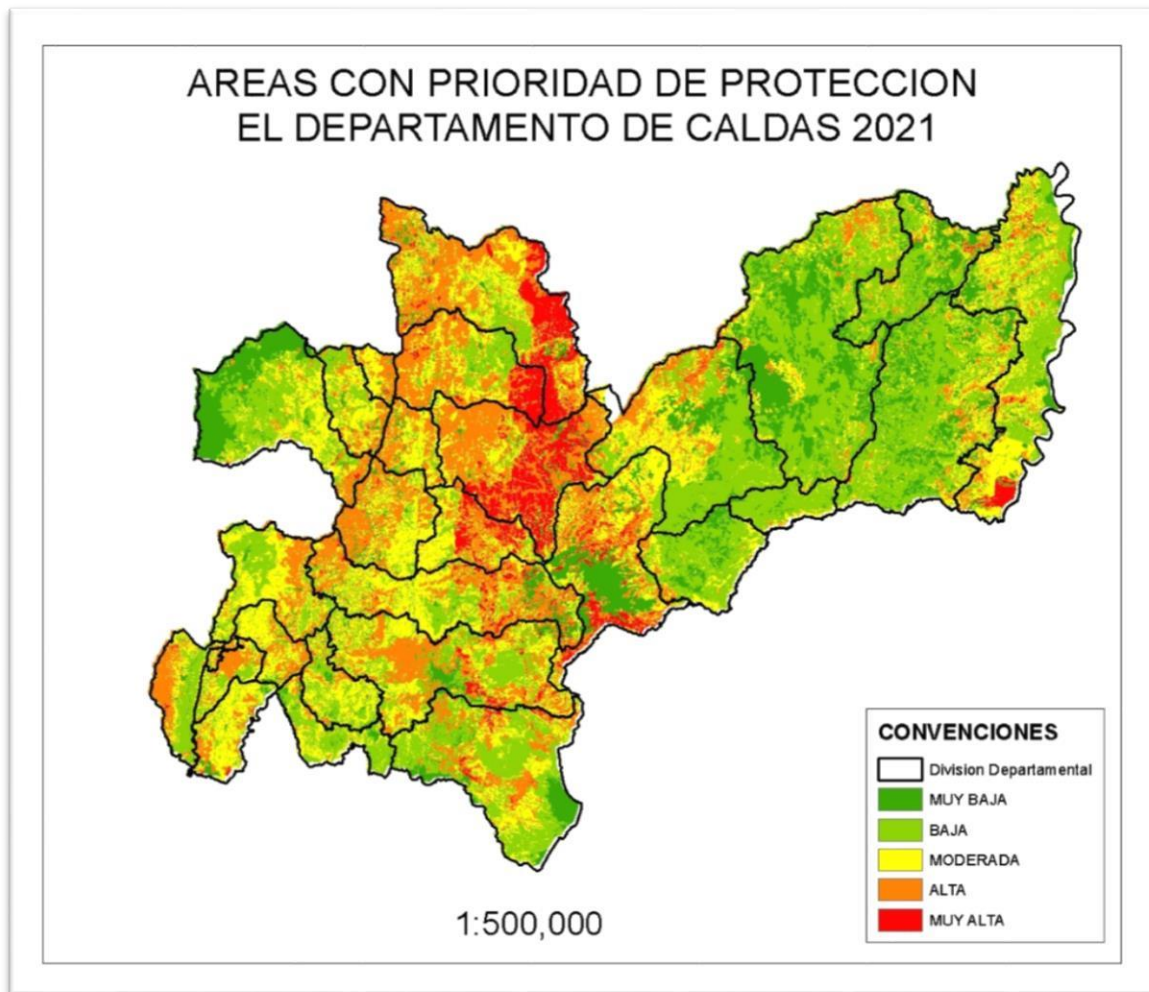 AREAS CON PRIORIDAD DE PROTECCION
EL DEPARTAMENTO DE CALDAS 2021
CONVENCIONES
Division Departamental
MUY BAJA
BAJA
MODERADA
ALTA
MUY ALTA
1:500,000